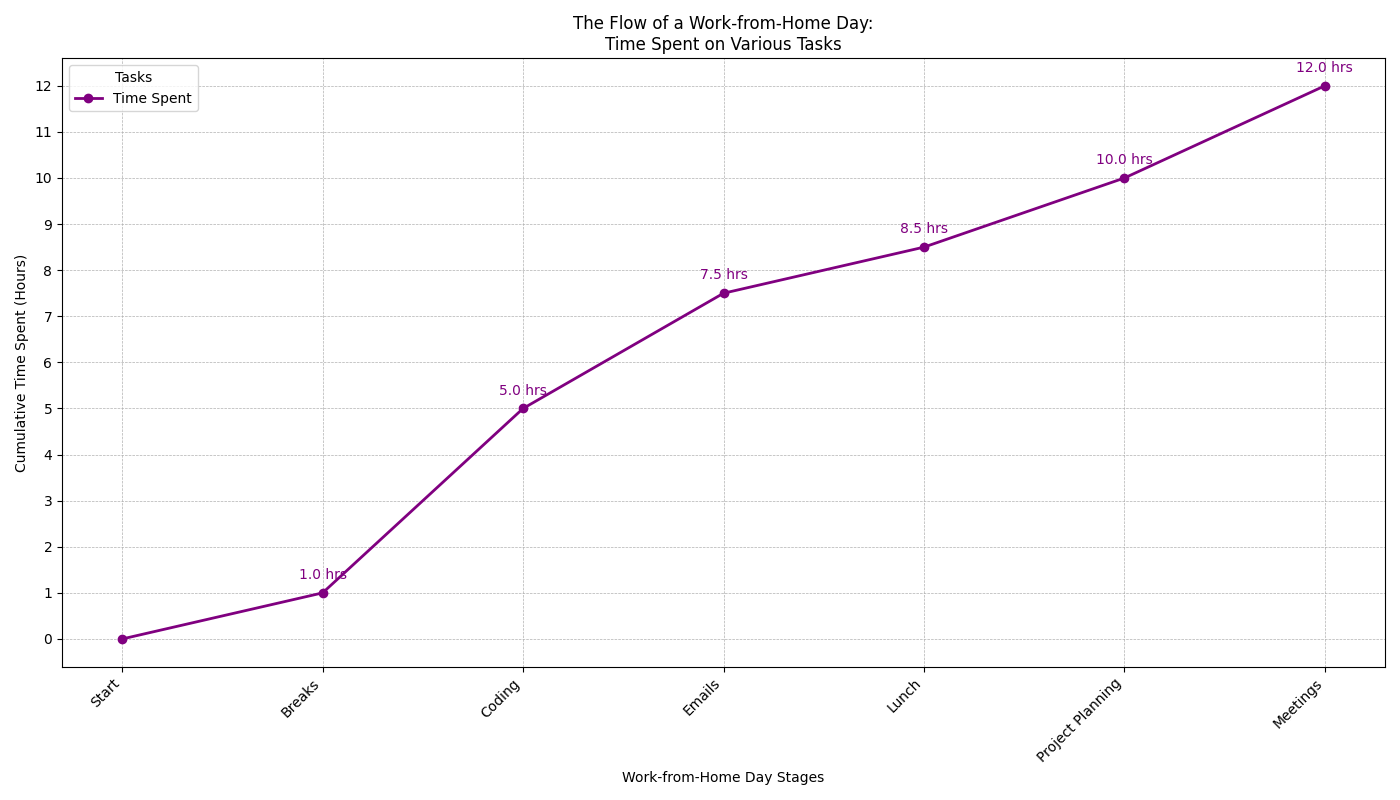 The Flow of a Work-from-Home Day:
Time Spent on Various Tasks
Tasks
Time Spent
Cumulative Time Spent (Hours)
12
11
10
9
8
7
6
5
4
3
2
1
0
1.0 hrs
5.0 hrs
7.5 hrs
8.5 hrs
10.0 hrs
12.0 hrs
Start
Breaks
Coding
Emails
Lunch
Project Planning
Meetings
Work-from-Home Day Stages